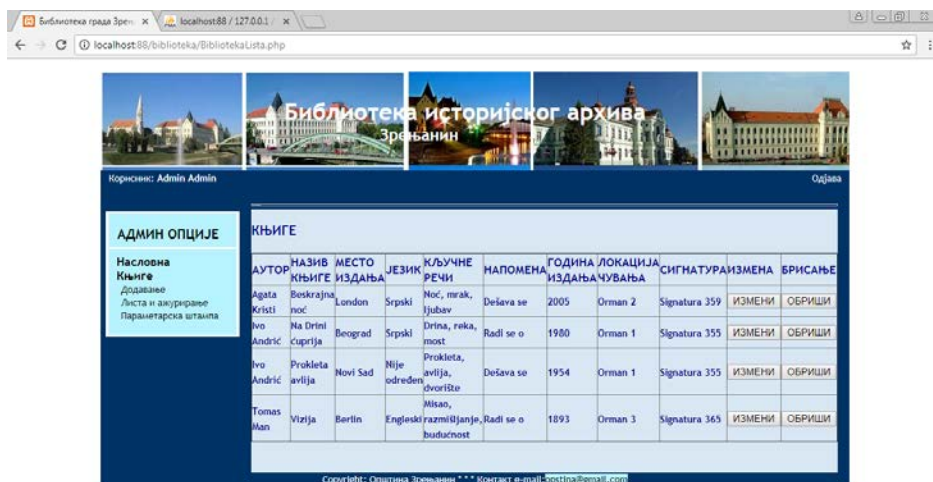 Библиотека града Зрењ
localhost:88 / 127.0.0.1 /
localhost:88/biblioteka/BibliotekaLista.php
Библиотека историјског архива
Зрењанин
Корисник: Admin Admin
Одјава
АДМИН ОПЦИЈЕ
Насловна
Књиге
Додавање
Листа и ажурирање
Параметарска штампа
КЊИГЕ
АУТОР НАЗИВ КЊИГЕ МЕСТО ИЗДАЊА ЈЕЗИК КЉУЧНЕ РЕЧИ НАПОМЕНА ГОДИНА ИЗДАЊА ЛОКАЦИЈА ЧУВАЊА СИГНАТУРА ИЗМЕНА БРИСАЊЕ
Agata Kristi Beskrajna noć London Srpski Noć, mrak, ljubav Dešava se 2005 Orman 2 Signatura 359 ИЗМЕНИ ОБРИШИ
Ivo Andrić Na Drini ćuprija Beograd Srpski Drina, reka, most Radi se o 1980 Orman 1 Signatura 355 ИЗМЕНИ ОБРИШИ
Ivo Andrić Prokleta avlija Novi Sad Nije određen Prokleta, avlija, dvorište Dešava se 1954 Orman 1 Signatura 355 ИЗМЕНИ ОБРИШИ
Tomas Man Vizija Berlin Engleski Misao, razmišljanje, budućnost Radi se o 1893 Orman 3 Signatura 365 ИЗМЕНИ ОБРИШИ
Copyright: Општина Зрењанин * * * Контакт e-mail:opstina@gmail.com